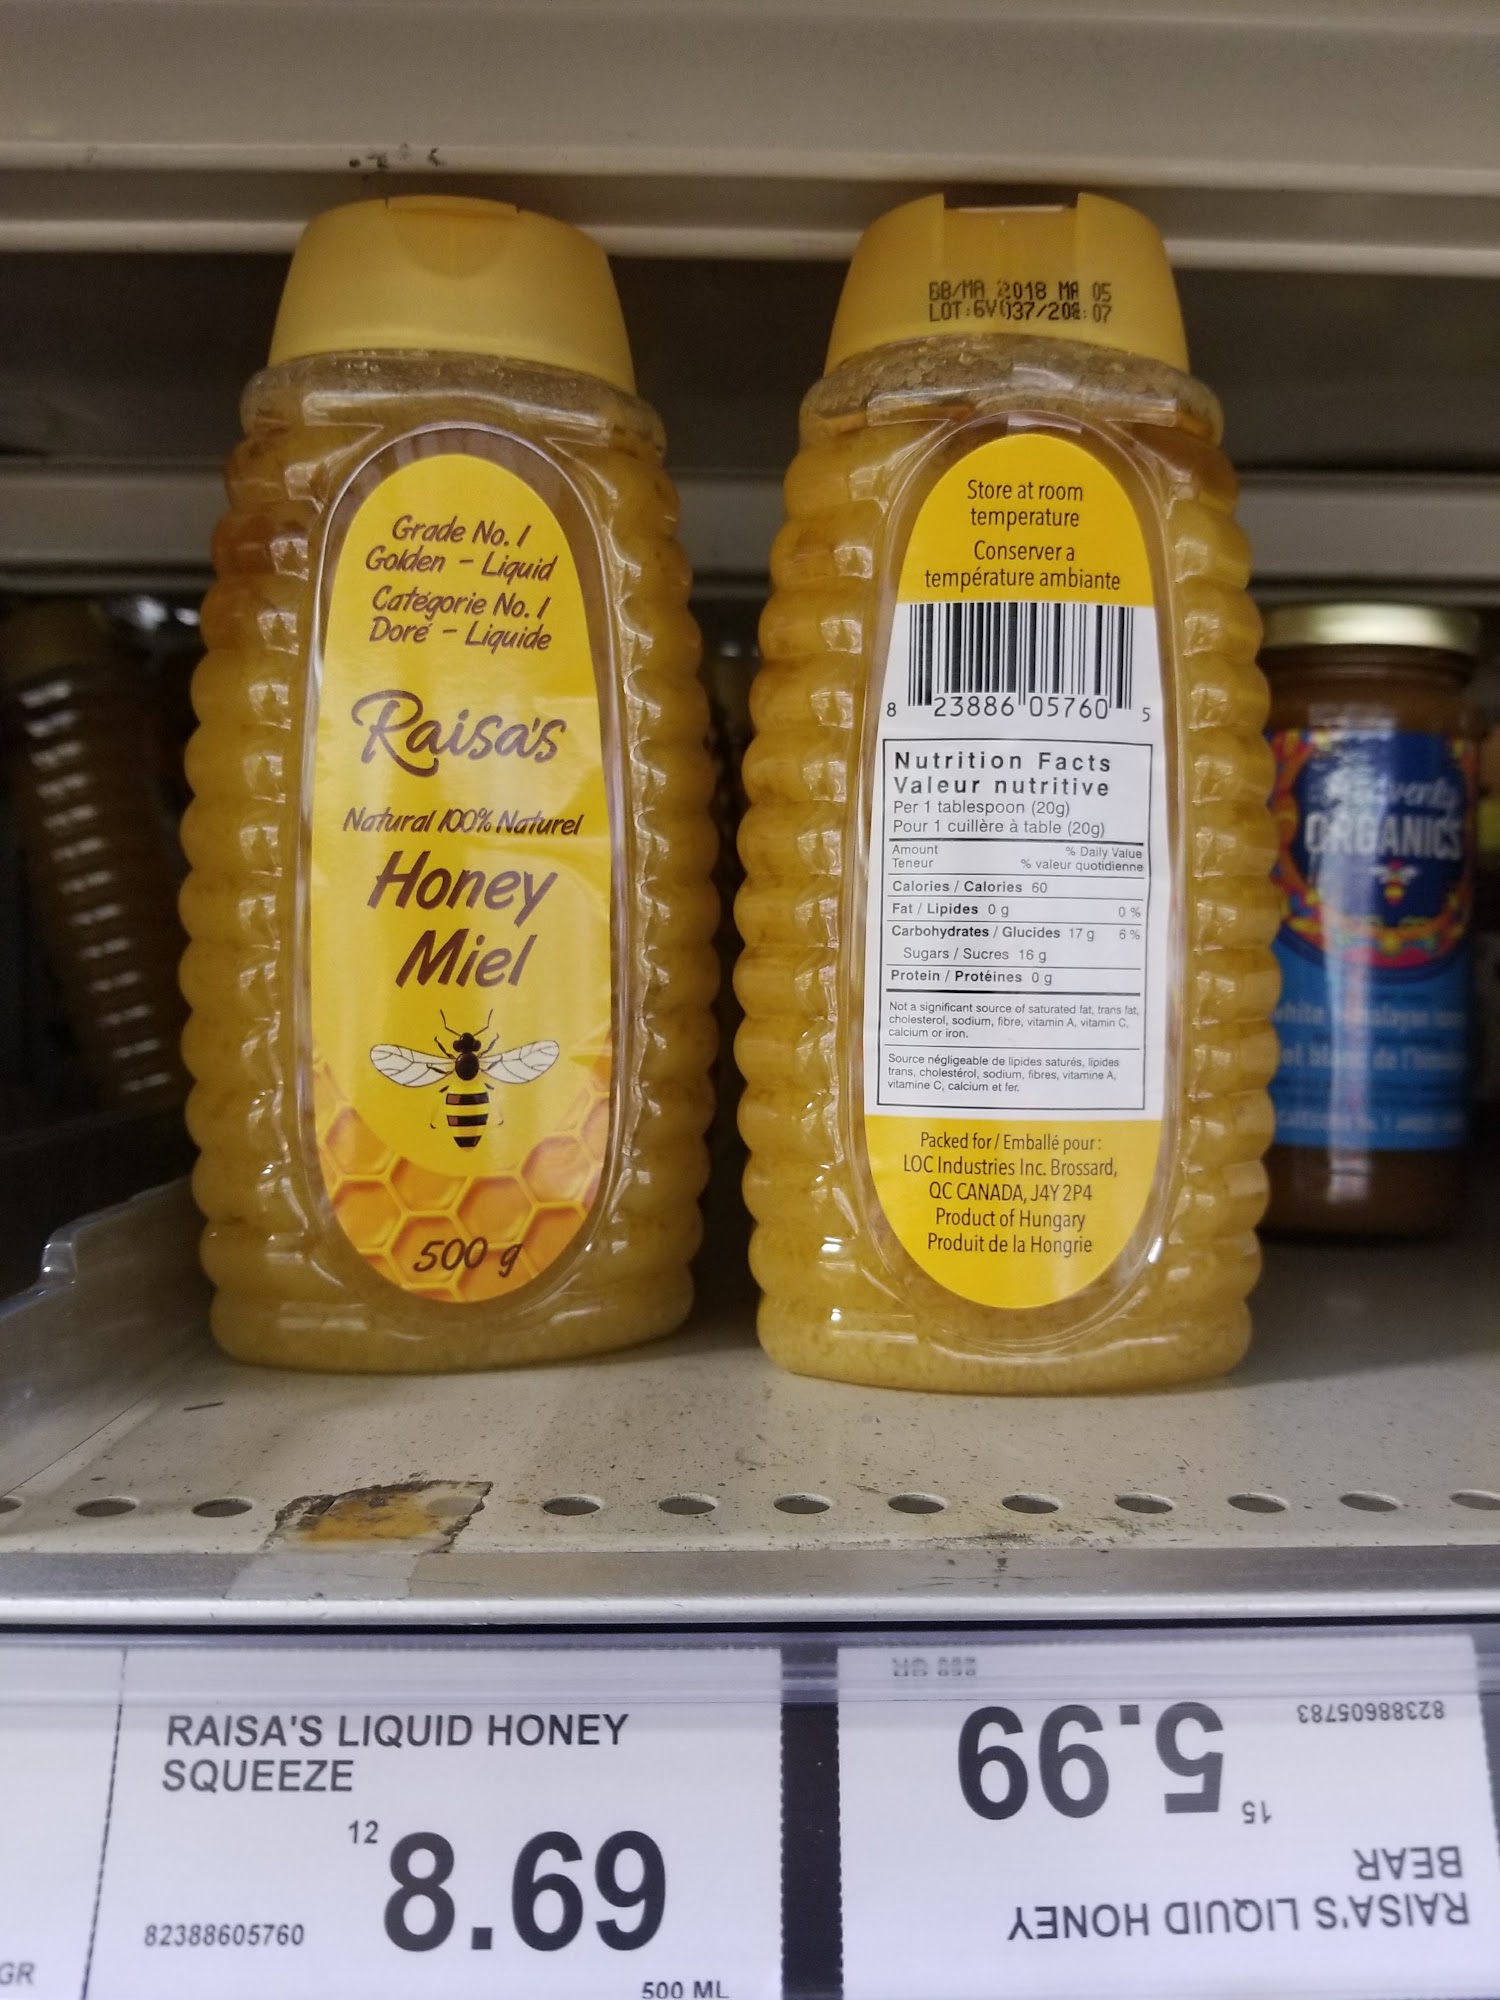 Grade No. 1
Golden - Liquid
Catégorie No. 1
Doré - Liquide
Raisa's
Natural 100% Naturel
Honey
Miel
500 g
BB/MA 2018 MA 05
Store at room
temperature
Conserver a
température ambiante
8 23886 05760 5
Nutrition Facts
Valeur nutritive
Per 1 tablespoon (20g)
Pour 1 cuillère à table (20g)
Amount % Daily Value
Teneur % valeur quotidienne
Calories / Calories 60
Fat / Lipides 0 g 0 %
Carbohydrates / Glucides 17 g 6 %
Sugars / Sucres 16 g
Protein / Protéines 0 g
Not a significant source of saturated fat, trans fat,
cholesterol, sodium, fibre, vitamin A, vitamin C,
calcium or iron.
Source négligeable de lipides saturés, lipides
trans, cholestérol, sodium, fibres, vitamine A,
vitamine C, calcium et fer.
Packed for / Emballé pour :
LOC Industries Inc. Brossard,
QC CANADA, J4Y 2P4
Product of Hungary
Produit de la Hongrie
ORGANICS
RAISA'S LIQUID HONEY
SQUEEZE
12
8.69
82388605760
500 ML
GR
RAISA'S LIQUID HONEY
BEAR
15
5.99
82388605783